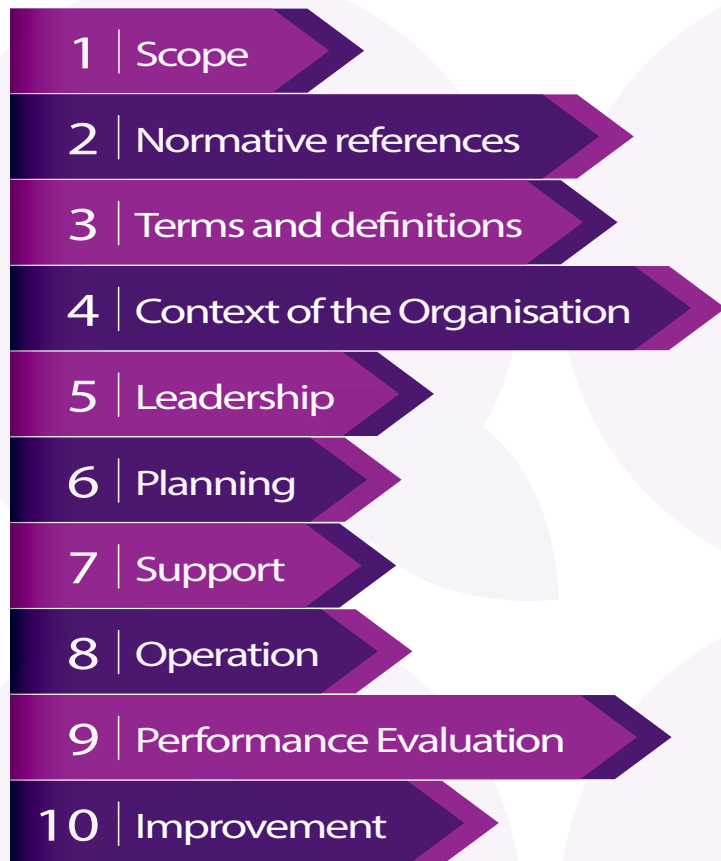 1 Scope
2 Normative references
3 Terms and definitions
4 Context of the Organisation
5 Leadership
6 Planning
7 Support
8 Operation
9 Performance Evaluation
10 Improvement